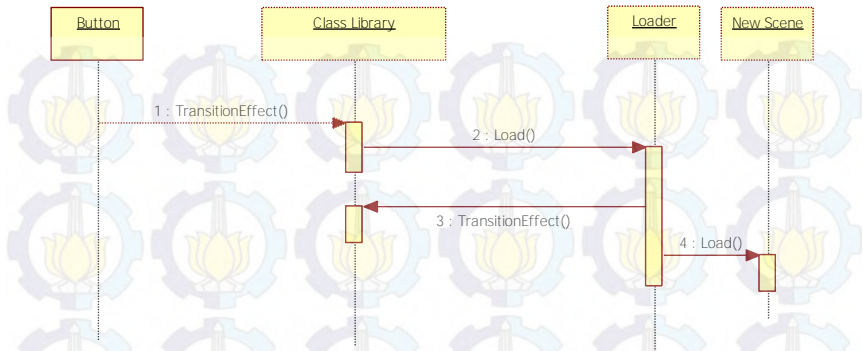 Button
Class Library
Loader
New Scene
1 : TransitionEffect()
2 : Load()
3 : TransitionEffect()
4 : Load()